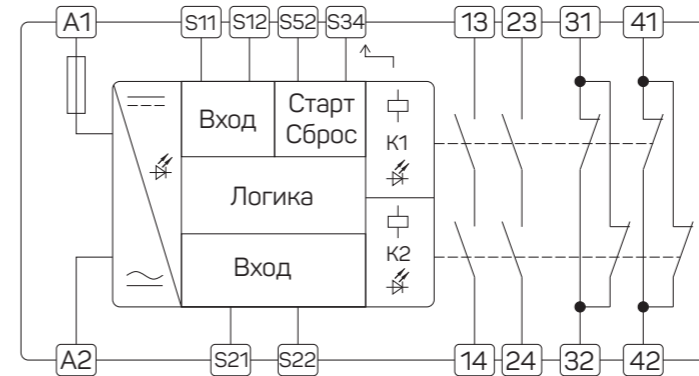 A1 S11 S12 S52 S34 13 23 31 41
Вход
Старт
Сброс
K1
Логика
K2
Вход
A2 S21 S22 14 24 32 42